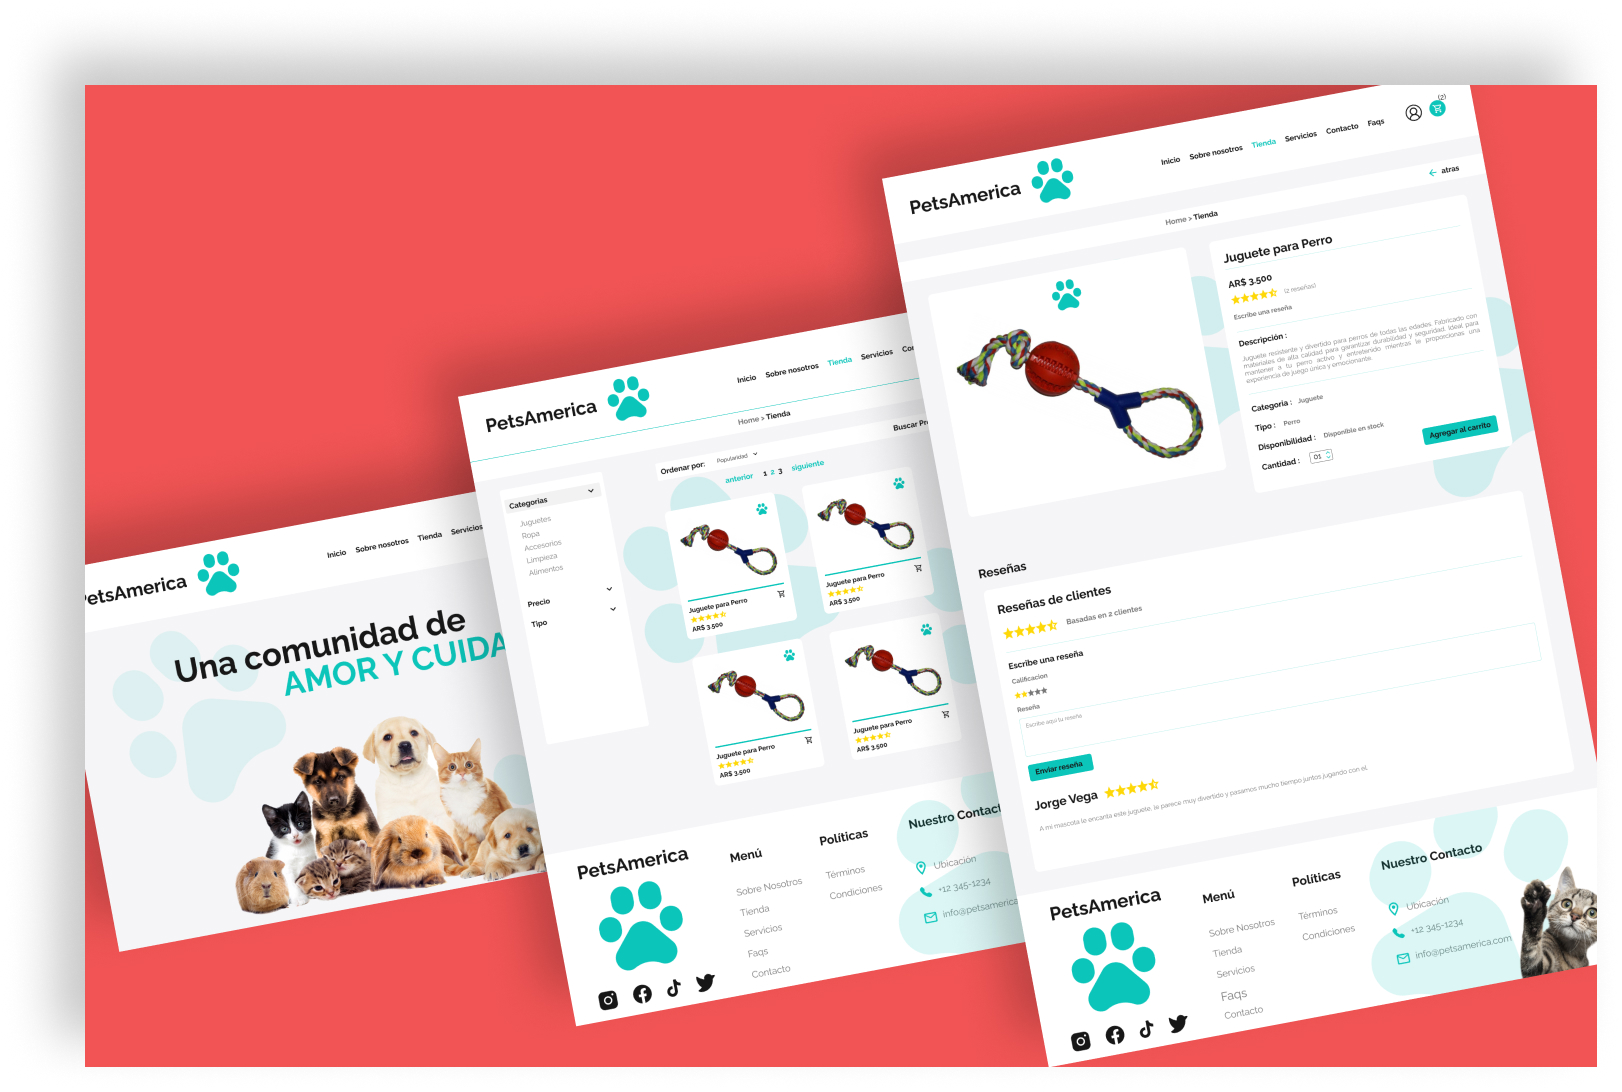 PetsAmerica
Inicio Sobre nosotros Tienda Servicios
Una comunidad de
AMOR Y CUIDA
PetsAmerica
Inicio Sobre nosotros Tienda Servicios Co
Home > Tienda
Ordenar por: Popularidad
Buscar Pr
anterior 1 2 3 siguiente
Categorias
Juguetes
Ropa
Accesorios
Limpieza
Alimentos
Precio
Tipo
Juguete para Perro
AR$ 3.500
Juguete para Perro
AR$ 3.500
Juguete para Perro
AR$ 3.500
Juguete para Perro
AR$ 3.500
PetsAmerica
Menú
Sobre Nosotros
Tienda
Servicios
Faqs
Contacto
Políticas
Términos
Condiciones
Nuestro Contact
Ubicación
+12 345-1234
info@petsamerica
PetsAmerica
Inicio Sobre nosotros Tienda Servicios Contacto Faqs
(2)
atras
Home > Tienda
Juguete para Perro
AR$ 3.500
(2 reseñas)
Escribe una reseña
Descripción :
Juguete resistente y divertido para perros de todas las edades. Fabricado con
materiales de alta calidad para garantizar durabilidad y seguridad. Ideal para
mantener a tu perro activo y entretenido mientras le proporcionas una
experiencia de juego única y emocionante.
Categoria : Juguete
Tipo : Perro
Disponibilidad : Disponible en stock
Cantidad : 01
Agregar al carrito
Reseñas
Reseñas de clientes
Basadas en 2 clientes
Escribe una reseña
Calificacion
Reseña
Escribe aqui tu reseña
Enviar reseña
Jorge Vega
A mi mascota le encanta este juguete, le parece muy divertido y pasamos mucho tiempo juntos jugando con el.
PetsAmerica
Menú
Sobre Nosotros
Tienda
Servicios
Faqs
Contacto
Políticas
Términos
Condiciones
Nuestro Contacto
Ubicación
+12 345-1234
info@petsamerica.com